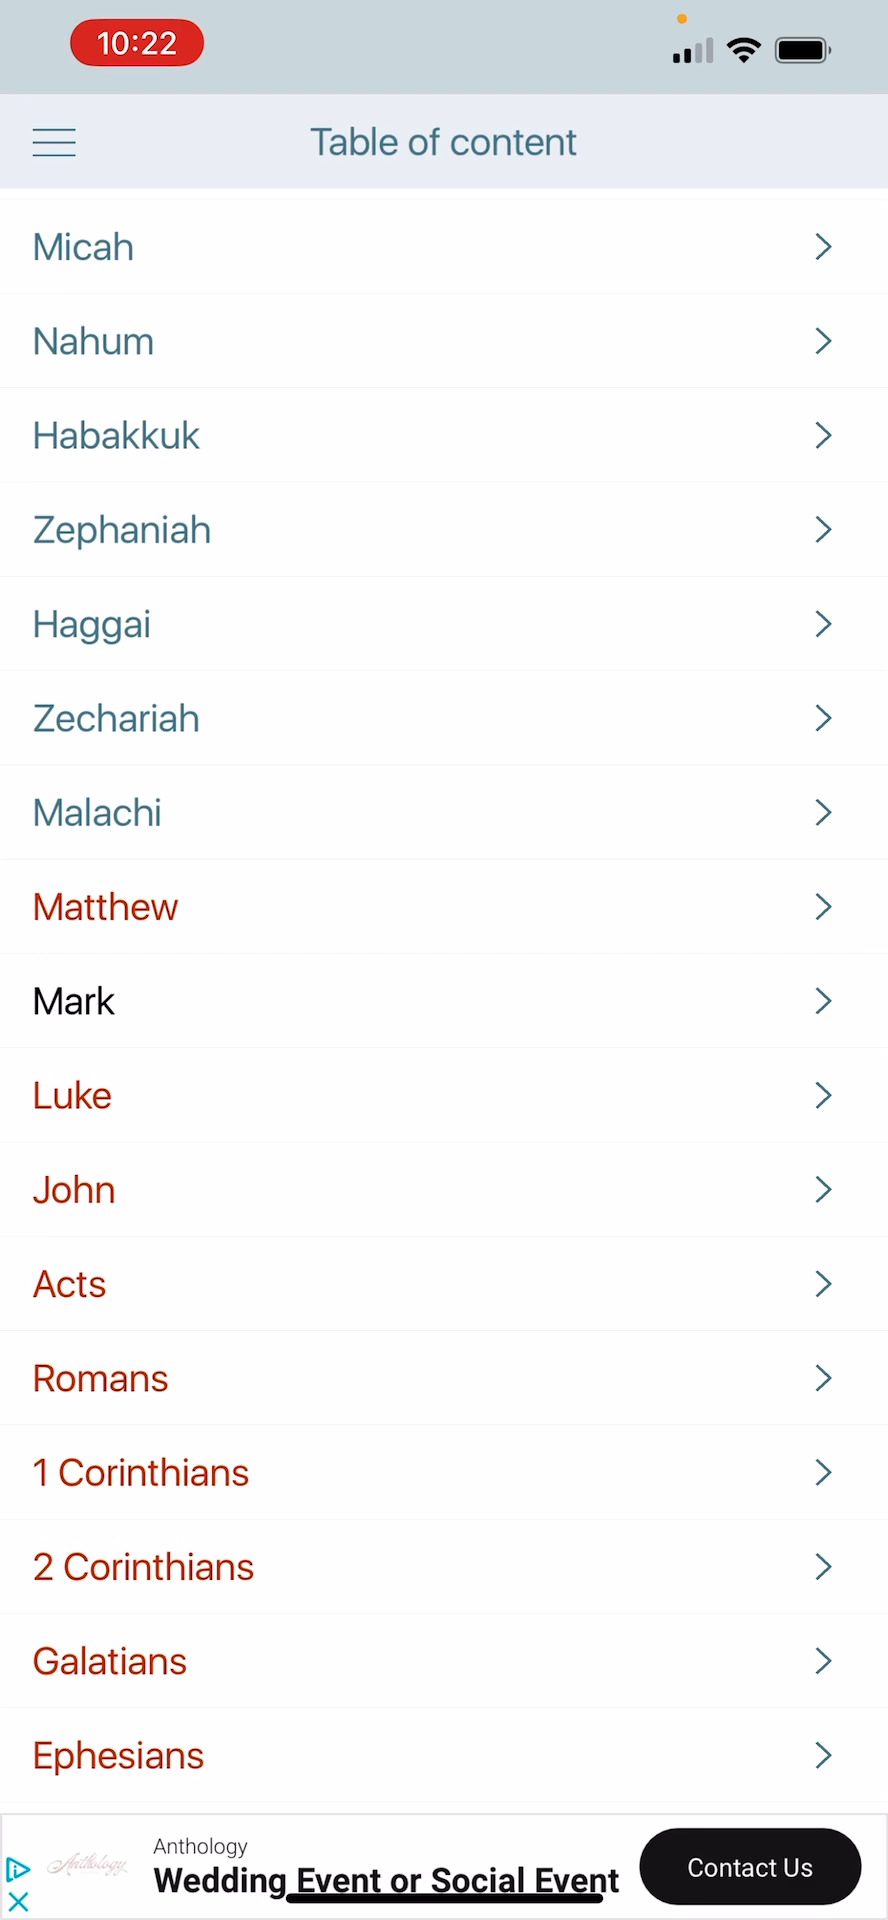 10:22
Table of content
Micah
Nahum
Habakkuk
Zephaniah
Haggai
Zechariah
Malachi
Matthew
Mark
Luke
John
Acts
Romans
1 Corinthians
2 Corinthians
Galatians
Ephesians
Anthology
Anthology
Wedding Event or Social Event
Contact Us